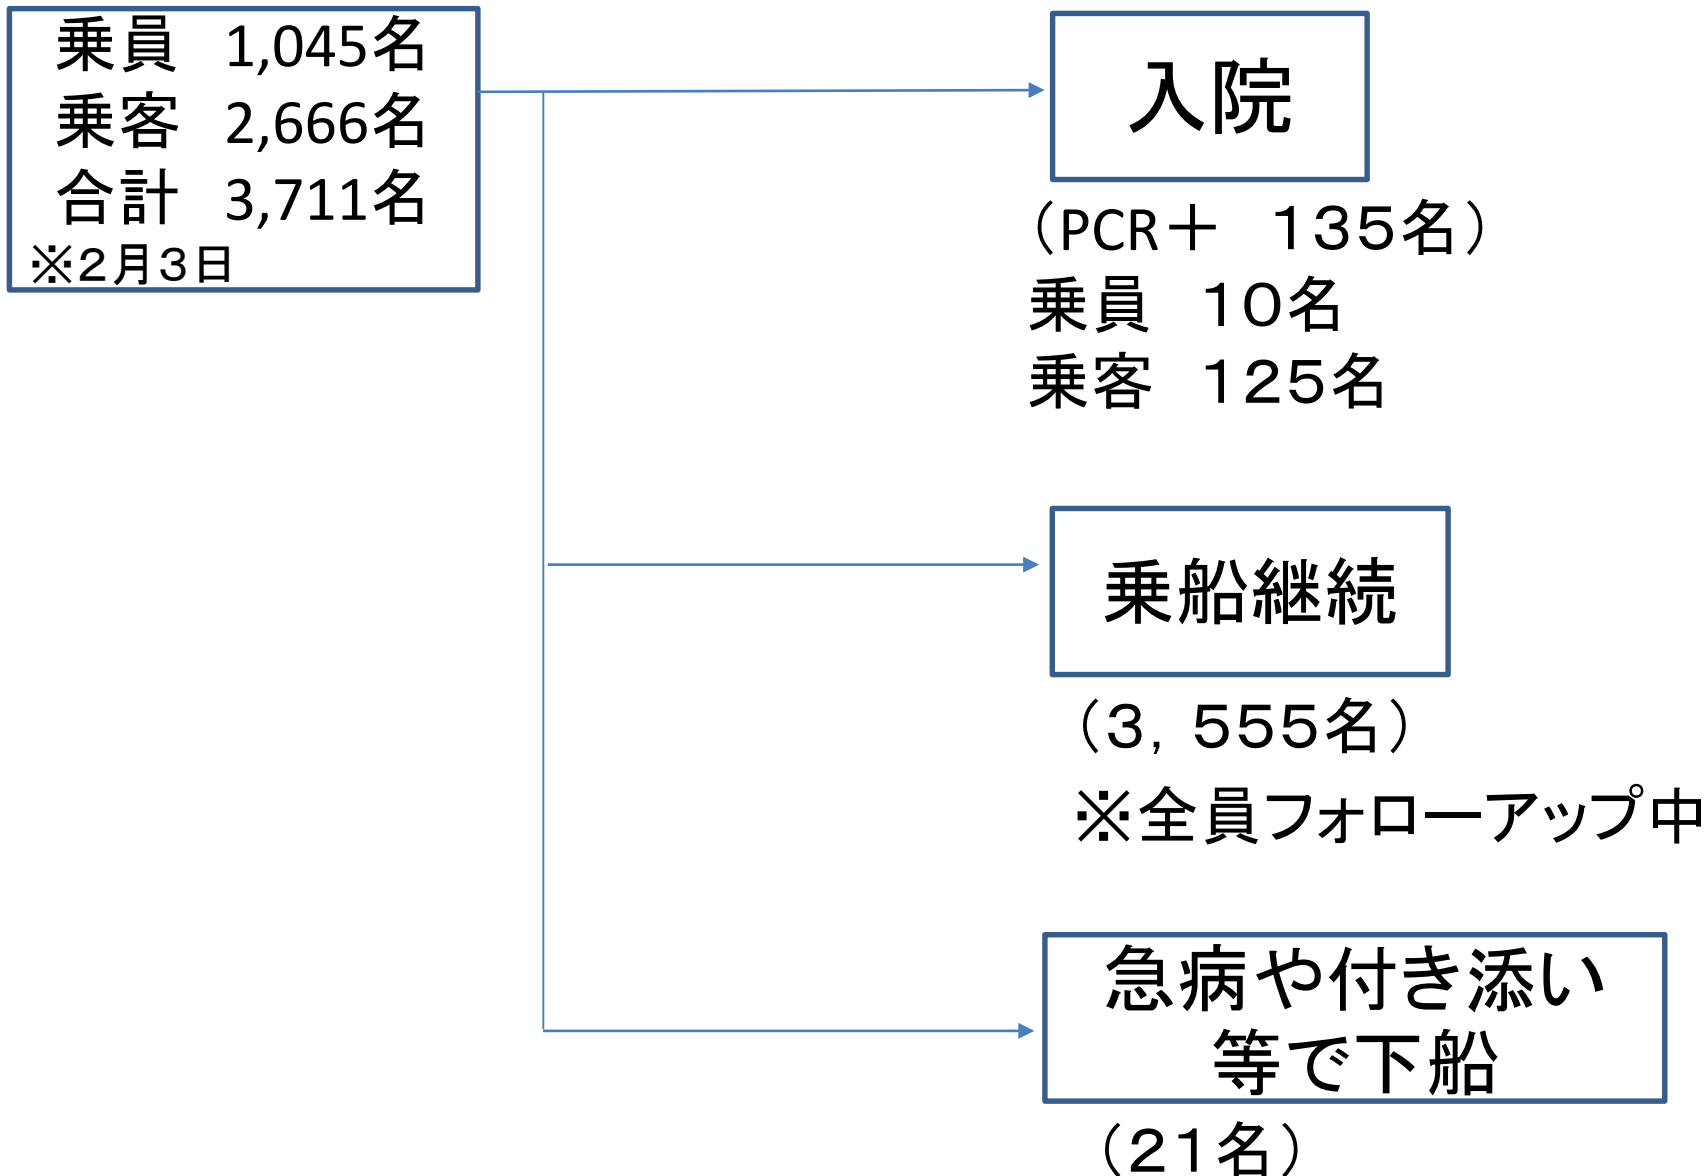 乗員　1,045名
乗客　2,666名
合計　3,711名
※２月３日
入院
（PCR＋　１３５名）
乗員　１０名
乗客　１２５名
乗船継続
（３，５５５名）
※全員フォローアップ中
急病や付き添い
等で下船
（２１名）